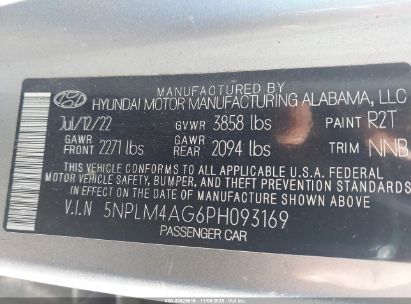 MANUFACTURED BY
HYUNDAI MOTOR MANUFACTURING ALABAMA, LLC
Jul/12/22 GVWR 3858 lbs PAINT R2T
GAWR FRONT 2271 lbs GAWR REAR 2094 lbs TRIM NNB
THIS VEHICLE CONFORMS TO ALL APPLICABLE U.S.A. FEDERAL
MOTOR VEHICLE SAFETY, BUMPER, AND THEFT PREVENTION STANDARDS
IN EFFECT ON THE DATE OF MANUFACTURE SHOWN ABOVE.
V.I.N 5NPLM4AG6PH093169
PASSENGER CAR